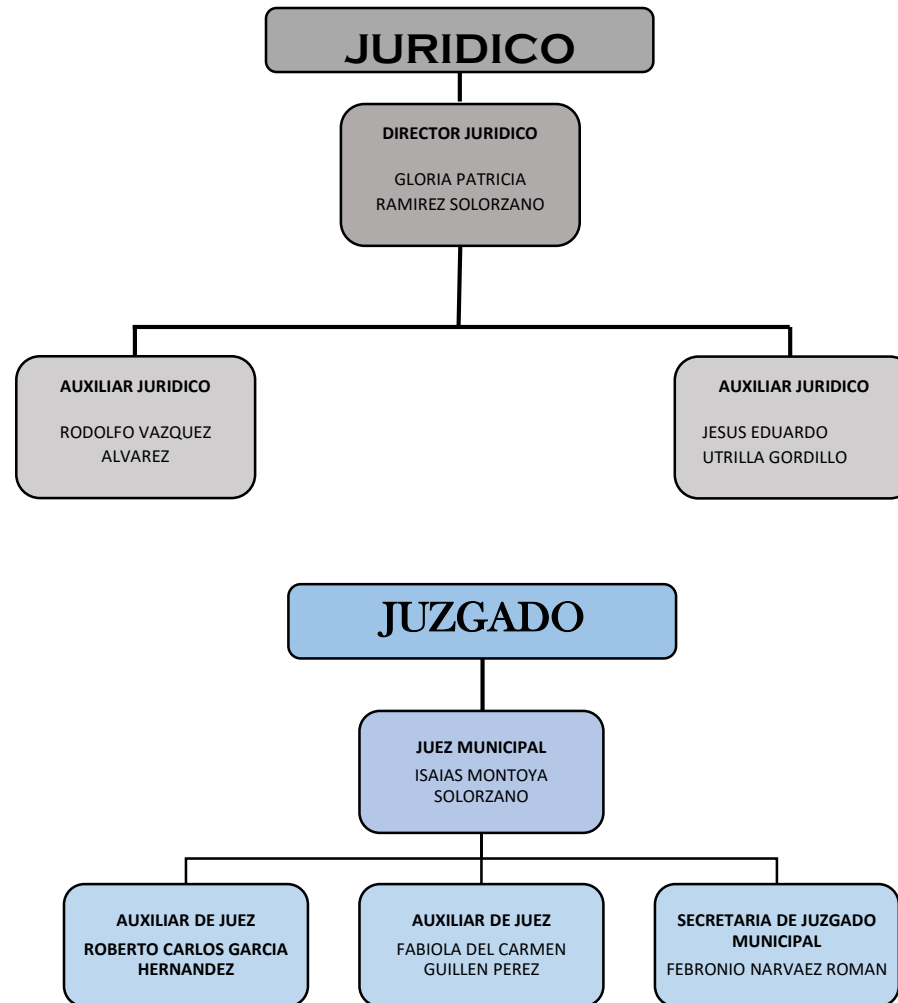 JURIDICO
DIRECTOR JURIDICO
GLORIA PATRICIA
RAMIREZ SOLORZANO
AUXILIAR JURIDICO
RODOLFO VAZQUEZ
ALVAREZ
AUXILIAR JURIDICO
JESUS EDUARDO
UTRILLA GORDILLO
JUZGADO
JUEZ MUNICIPAL
ISAIAS MONTOYA
SOLORZANO
AUXILIAR DE JUEZ
ROBERTO CARLOS GARCIA
HERNANDEZ
AUXILIAR DE JUEZ
FABIOLA DEL CARMEN
GUILLEN PEREZ
SECRETARIA DE JUZGADO
MUNICIPAL
FEBRONIO NARVAEZ ROMAN